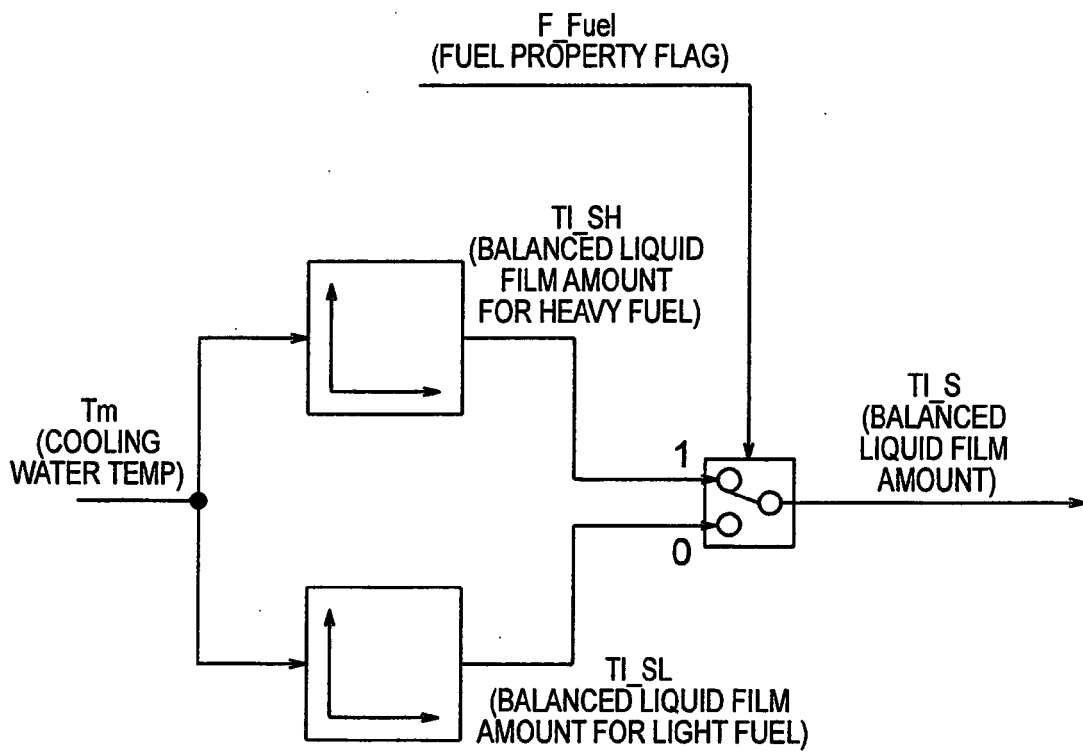 F_Fuel
(FUEL PROPERTY FLAG)
TI_SH
(BALANCED LIQUID
FILM AMOUNT
FOR HEAVY FUEL)
Tm
(COOLING
WATER TEMP)
TI_S
(BALANCED
LIQUID FILM
AMOUNT)
1
0
TI_SL
(BALANCED LIQUID FILM
AMOUNT FOR LIGHT FUEL)